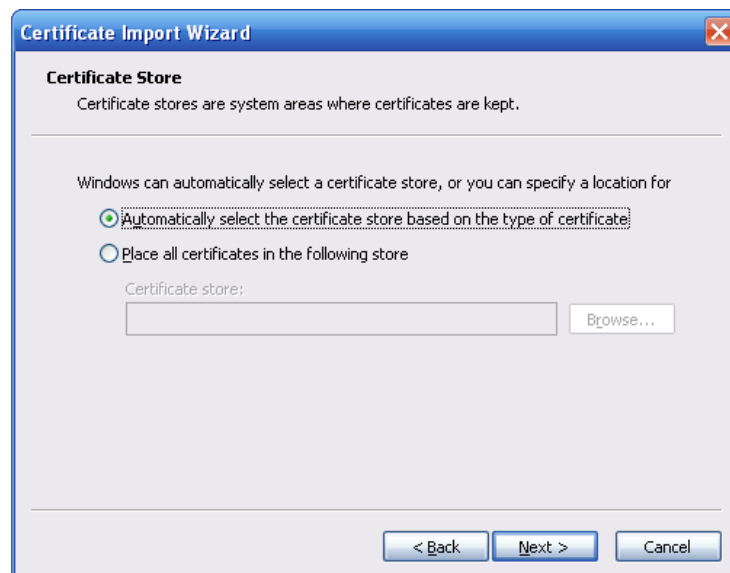 Certificate Import Wizard
Certificate Store
Certificate stores are system areas where certificates are kept.
Windows can automatically select a certificate store, or you can specify a location for
Automatically select the certificate store based on the type of certificate
Place all certificates in the following store
Certificate store:
Browse...
< Back Next > Cancel